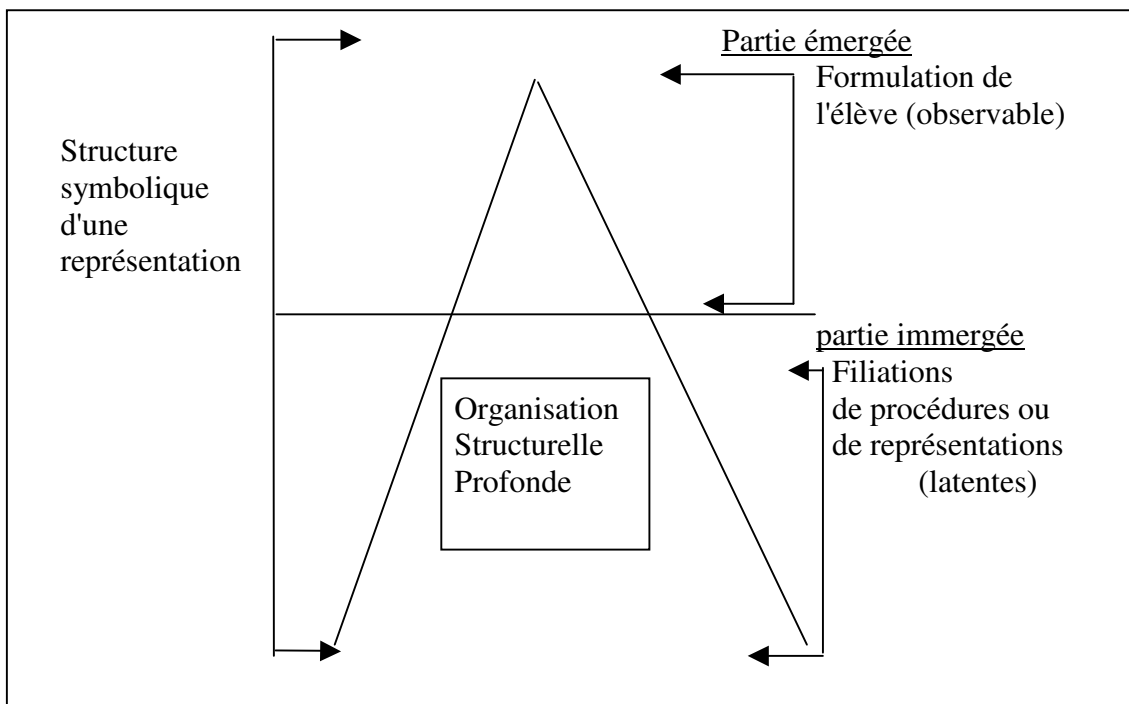 Partie émergée
Formulation de
l'élève (observable)
Structure
symbolique
d'une
représentation
partie immergée
Filiations
de procédures ou
de représentations
(latentes)
Organisation
Structurelle
Profonde